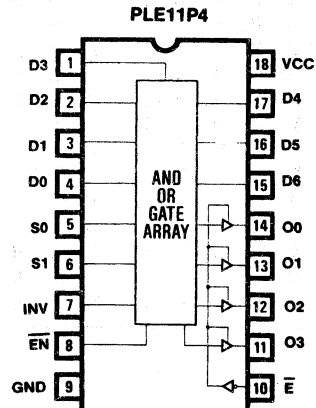 PLE11P4
D3 1 18 VCC
D2 2 17 D4
D1 3 16 D5
D0 4 15 D6
S0 5 14 O0
S1 6 13 O1
INV 7 12 O2
E̅N̅ 8 11 O3
GND 9 10 E̅
AND
OR
GATE
ARRAY